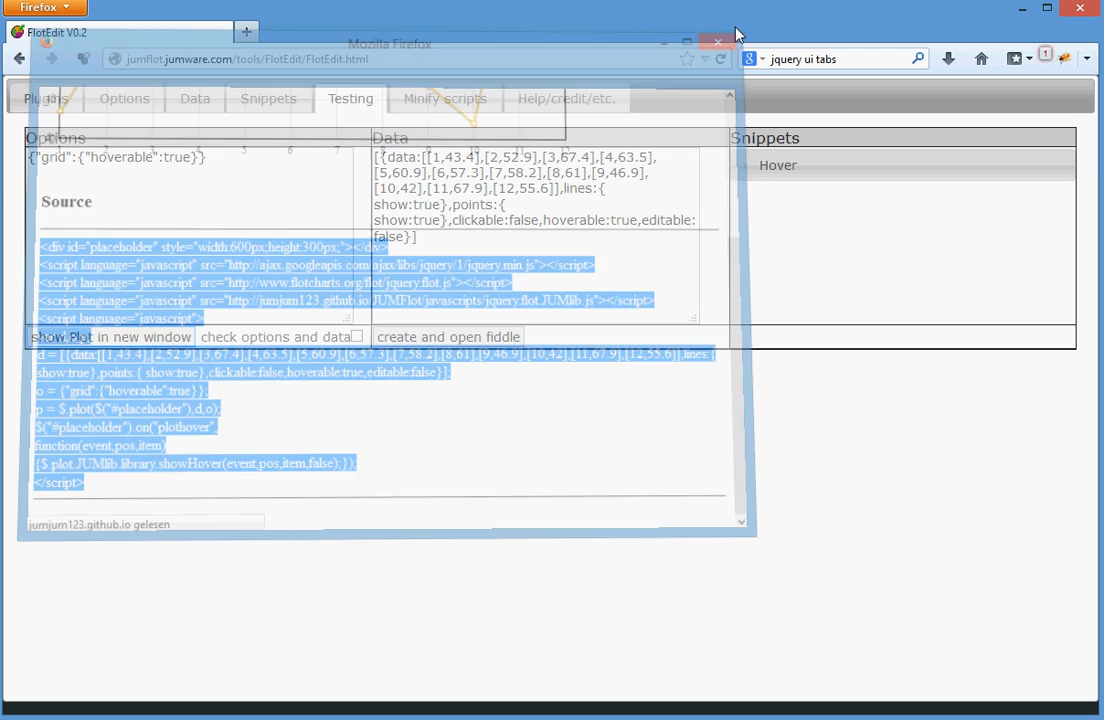 Firefox
FlotEdit V0.2
Mozilla Firefox
jumflot.jumware.com/tools/FlotEdit/FlotEdit.html
jquery ui tabs
1
Plugins
Options
Data
Snippets
Testing
Minify scripts
Help/credit/etc.
Options
Data
Snippets
{"grid":{"hoverable":true}}
[{data:[[1,43.4],[2,52.9],[3,67.4],[4,63.5],
[5,60.9],[6,57.3],[7,58.2],[8,61],[9,46.9],
[10,42],[11,67.9],[12,55.6]],lines:{
show:true},points:{
show:true},clickable:false,hoverable:true,editable:
false}]
Hover
Source
<div id="placeholder" style="width:600px;height:300px;"></div>
<script language="javascript" src="http://ajax.googleapis.com/ajax/libs/jquery/1/jquery.min.js"></script>
<script language="javascript" src="http://www.flotcharts.org/flot/jquery.flot.js"></script>
<script language="javascript" src="http://jumjum123.github.io/JUMFlot/javascripts/jquery.flot.JUMlib.js"></script>
<script language="javascript">
show Plot in new window
check options and data
create and open fiddle
d = [{data:[[1,43.4],[2,52.9],[3,67.4],[4,63.5],[5,60.9],[6,57.3],[7,58.2],[8,61],[9,46.9],[10,42],[11,67.9],[12,55.6]],lines:{
show:true},points:{ show:true},clickable:false,hoverable:true,editable:false}];
o = {"grid":{"hoverable":true}};
p = $.plot($("#placeholder"),d,o);
$("#placeholder").on("plothover",
function(event,pos,item)
{$.plot.JUMlib.library.showHover(event,pos,item,false);});
</script>
jumjum123.github.io gelesen